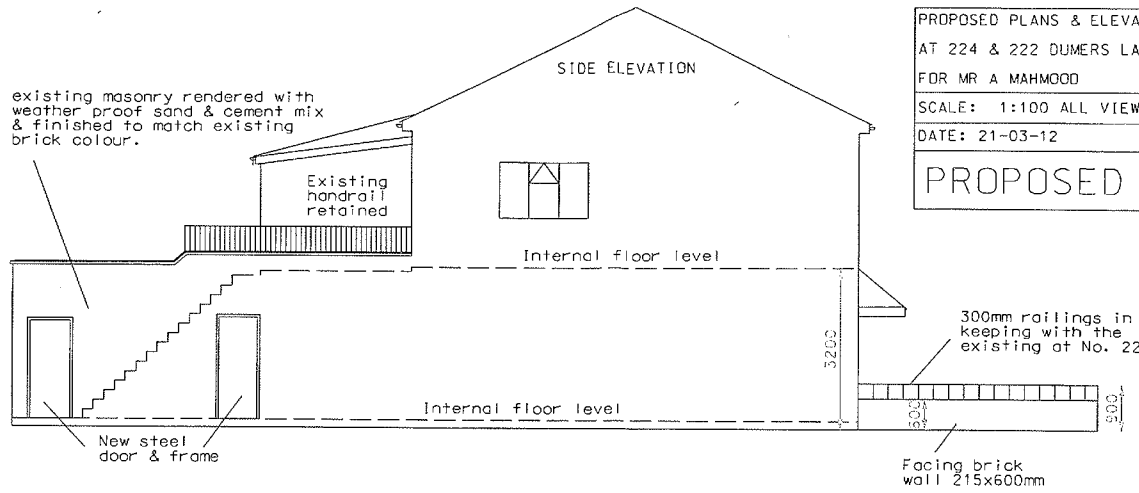 PROPOSED PLANS & ELEVA
AT 224 & 222 DUMERS LA
FOR MR A MAHMOOD
SCALE: 1:100 ALL VIEW
DATE: 21-03-12
PROPOSED
SIDE ELEVATION
existing masonry rendered with
weather proof sand & cement mix
& finished to match existing
brick colour.
Existing
handrail
retained
Internal floor level
300mm railings in
keeping with the
existing at No. 22
3200
600
900
Internal floor level
New steel
door & frame
Facing brick
wall 215x600mm